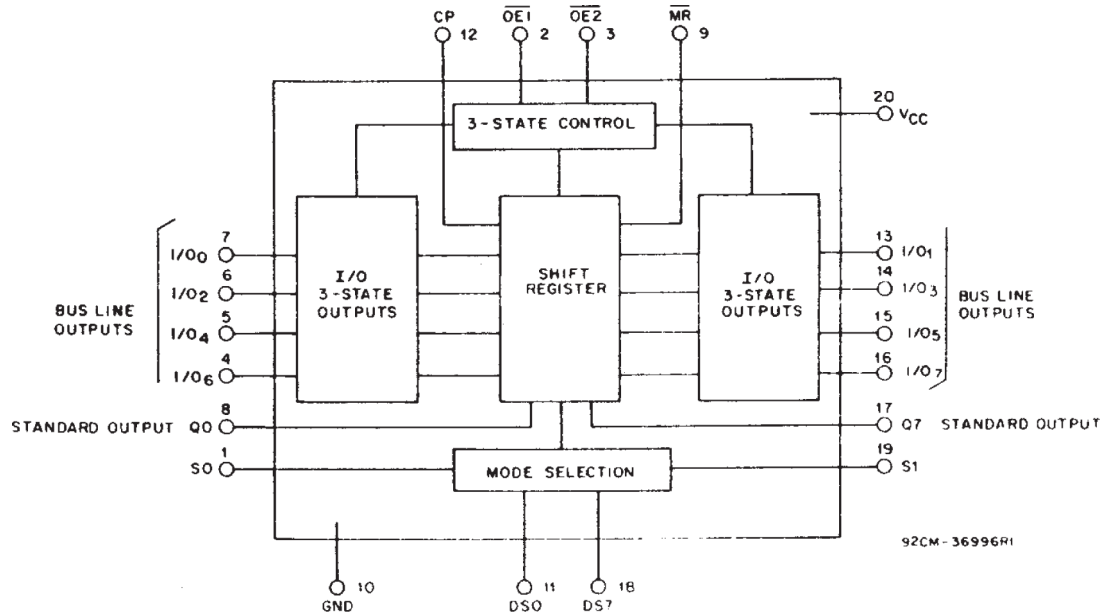 CP OE1 OE2 MR
12 2 3 9
20
VCC
3-STATE CONTROL
7
I/O0
6
I/O2
5
I/O4
4
I/O6
BUS LINE
OUTPUTS
I/O
3-STATE
OUTPUTS
SHIFT
REGISTER
I/O
3-STATE
OUTPUTS
13
I/O1
14
I/O3
15
I/O5
16
I/O7
BUS LINE
OUTPUTS
8
STANDARD OUTPUT Q0
17
Q7 STANDARD OUTPUT
1
S0
MODE SELECTION
19
S1
92CM-36996R1
10
GND
11
DS0
18
DS7